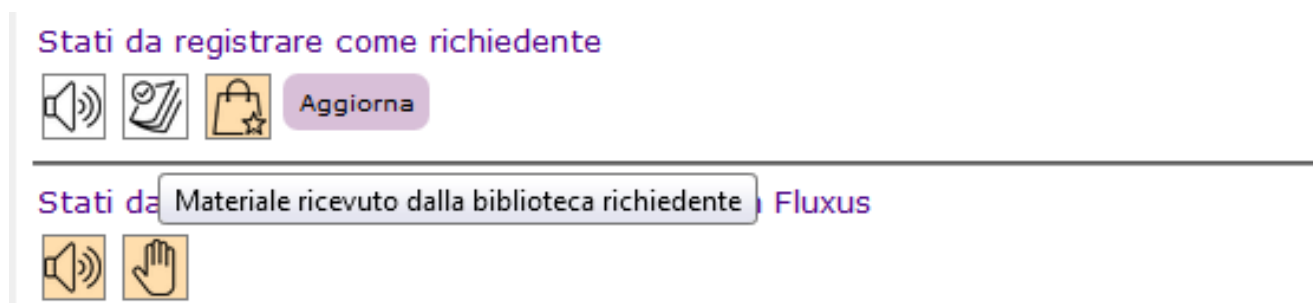 Stati da registrare come richiedente
Aggiorna
Stati da Fluxus
Materiale ricevuto dalla biblioteca richiedente